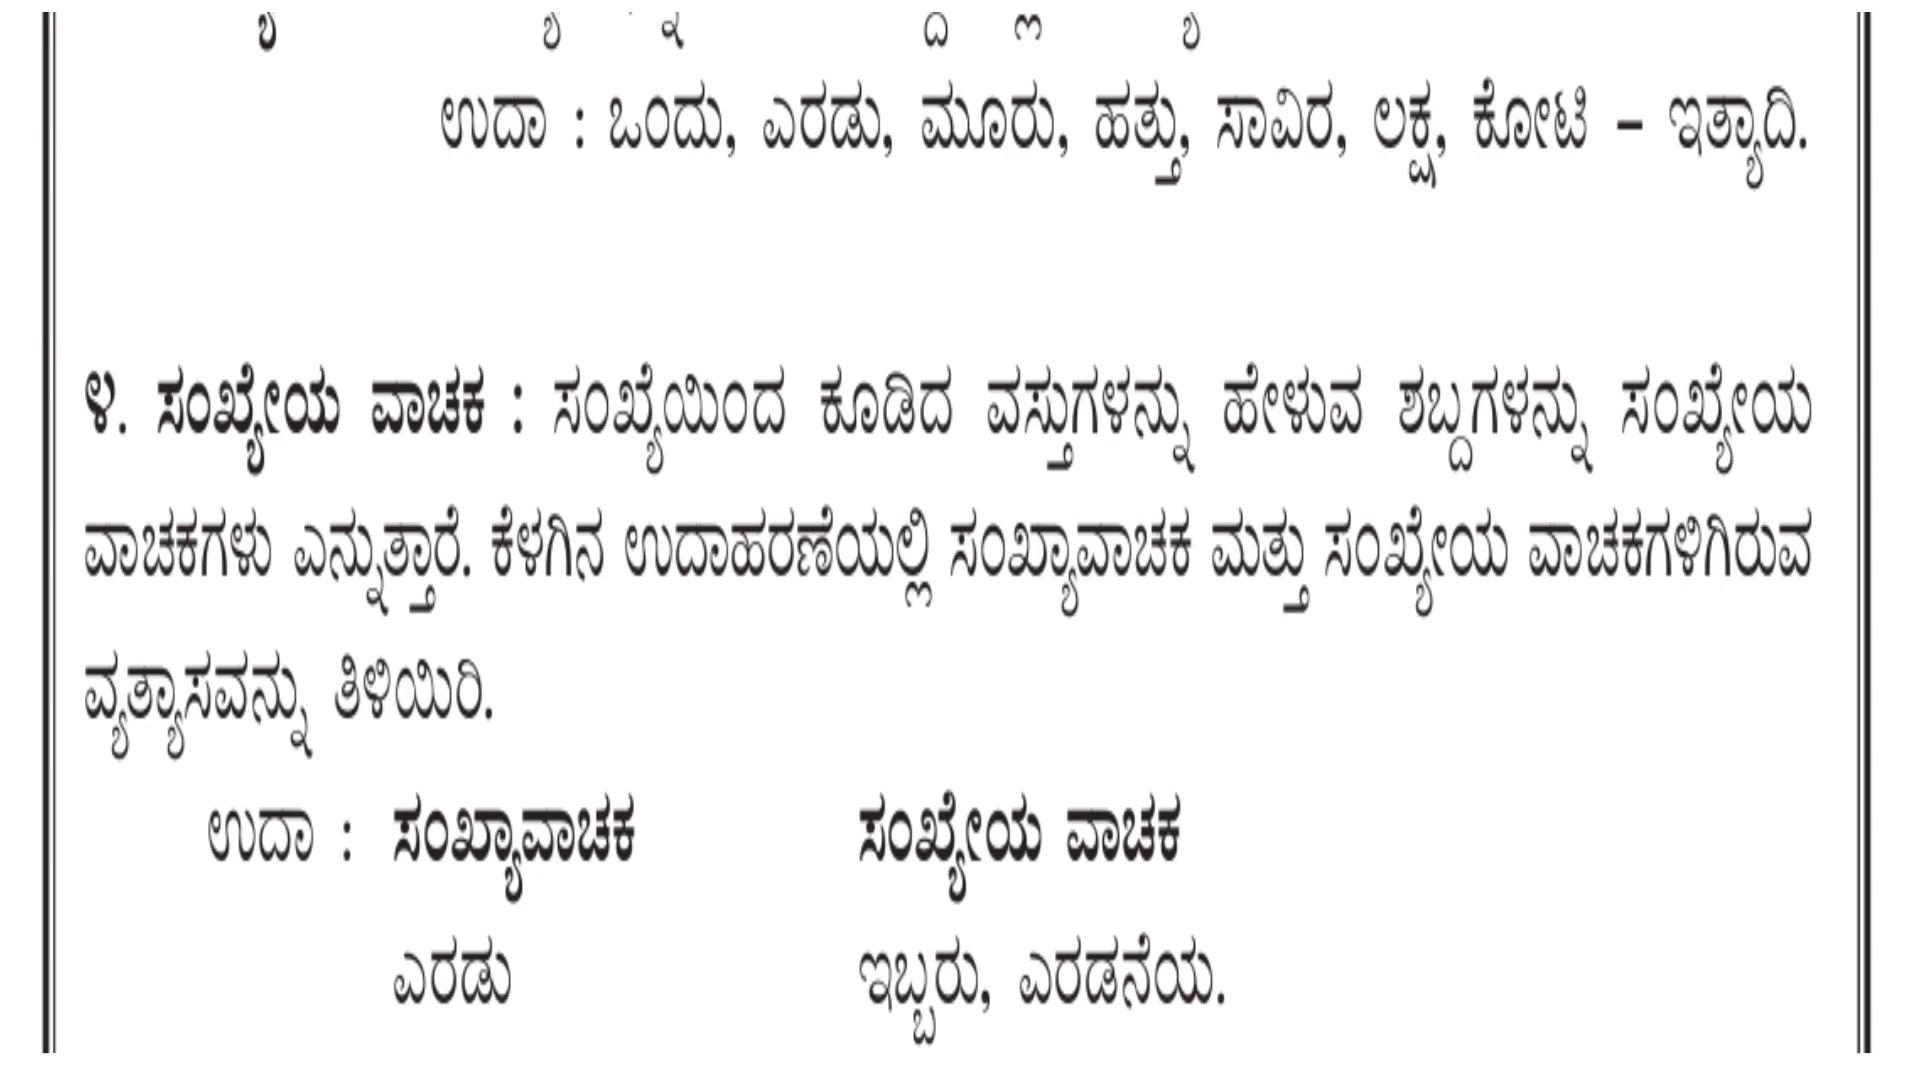 ಉದಾ : ಒಂದು, ಎರಡು, ಮೂರು, ಹತ್ತು, ಸಾವಿರ, ಲಕ್ಷ, ಕೋಟಿ – ಇತ್ಯಾದಿ.
೪. ಸಂಖ್ಯೇಯ ವಾಚಕ : ಸಂಖ್ಯೆಯಿಂದ ಕೂಡಿದ ವಸ್ತುಗಳನ್ನು ಹೇಳುವ ಶಬ್ದಗಳನ್ನು ಸಂಖ್ಯೇಯ
ವಾಚಕಗಳು ಎನ್ನುತ್ತಾರೆ. ಕೆಳಗಿನ ಉದಾಹರಣೆಯಲ್ಲಿ ಸಂಖ್ಯಾವಾಚಕ ಮತ್ತು ಸಂಖ್ಯೇಯ ವಾಚಕಗಳಿಗಿರುವ
ವ್ಯತ್ಯಾಸವನ್ನು ತಿಳಿಯಿರಿ.
ಉದಾ : ಸಂಖ್ಯಾವಾಚಕ ಸಂಖ್ಯೇಯ ವಾಚಕ
ಎರಡು ಇಬ್ಬರು, ಎರಡನೆಯ.